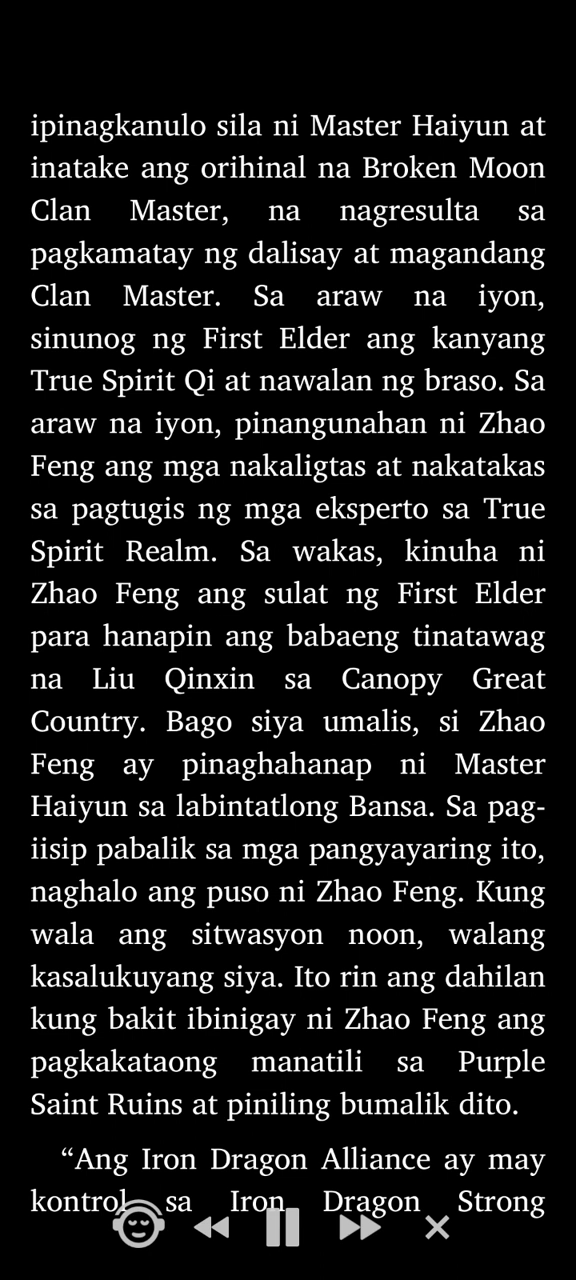 ipinagkanulo sila ni Master Haiyun at
inatake ang orihinal na Broken Moon
Clan Master, na nagresulta sa
pagkamatay ng dalisay at magandang
Clan Master. Sa araw na iyon,
sinunog ng First Elder ang kanyang
True Spirit Qi at nawalan ng braso. Sa
araw na iyon, pinangunahan ni Zhao
Feng ang mga nakaligtas at nakatakas
sa pagtugis ng mga eksperto sa True
Spirit Realm. Sa wakas, kinuha ni
Zhao Feng ang sulat ng First Elder
para hanapin ang babaeng tinatawag
na Liu Qinxin sa Canopy Great
Country. Bago siya umalis, si Zhao
Feng ay pinaghahanap ni Master
Haiyun sa labintatlong Bansa. Sa pag-
iisip pabalik sa mga pangyayaring ito,
naghalo ang puso ni Zhao Feng. Kung
wala ang sitwasyon noon, walang
kasalukuyang siya. Ito rin ang dahilan
kung bakit ibinigay ni Zhao Feng ang
pagkakataong manatili sa Purple
Saint Ruins at piniling bumalik dito.
“Ang Iron Dragon Alliance ay may
kontrol sa Iron Dragon Strong